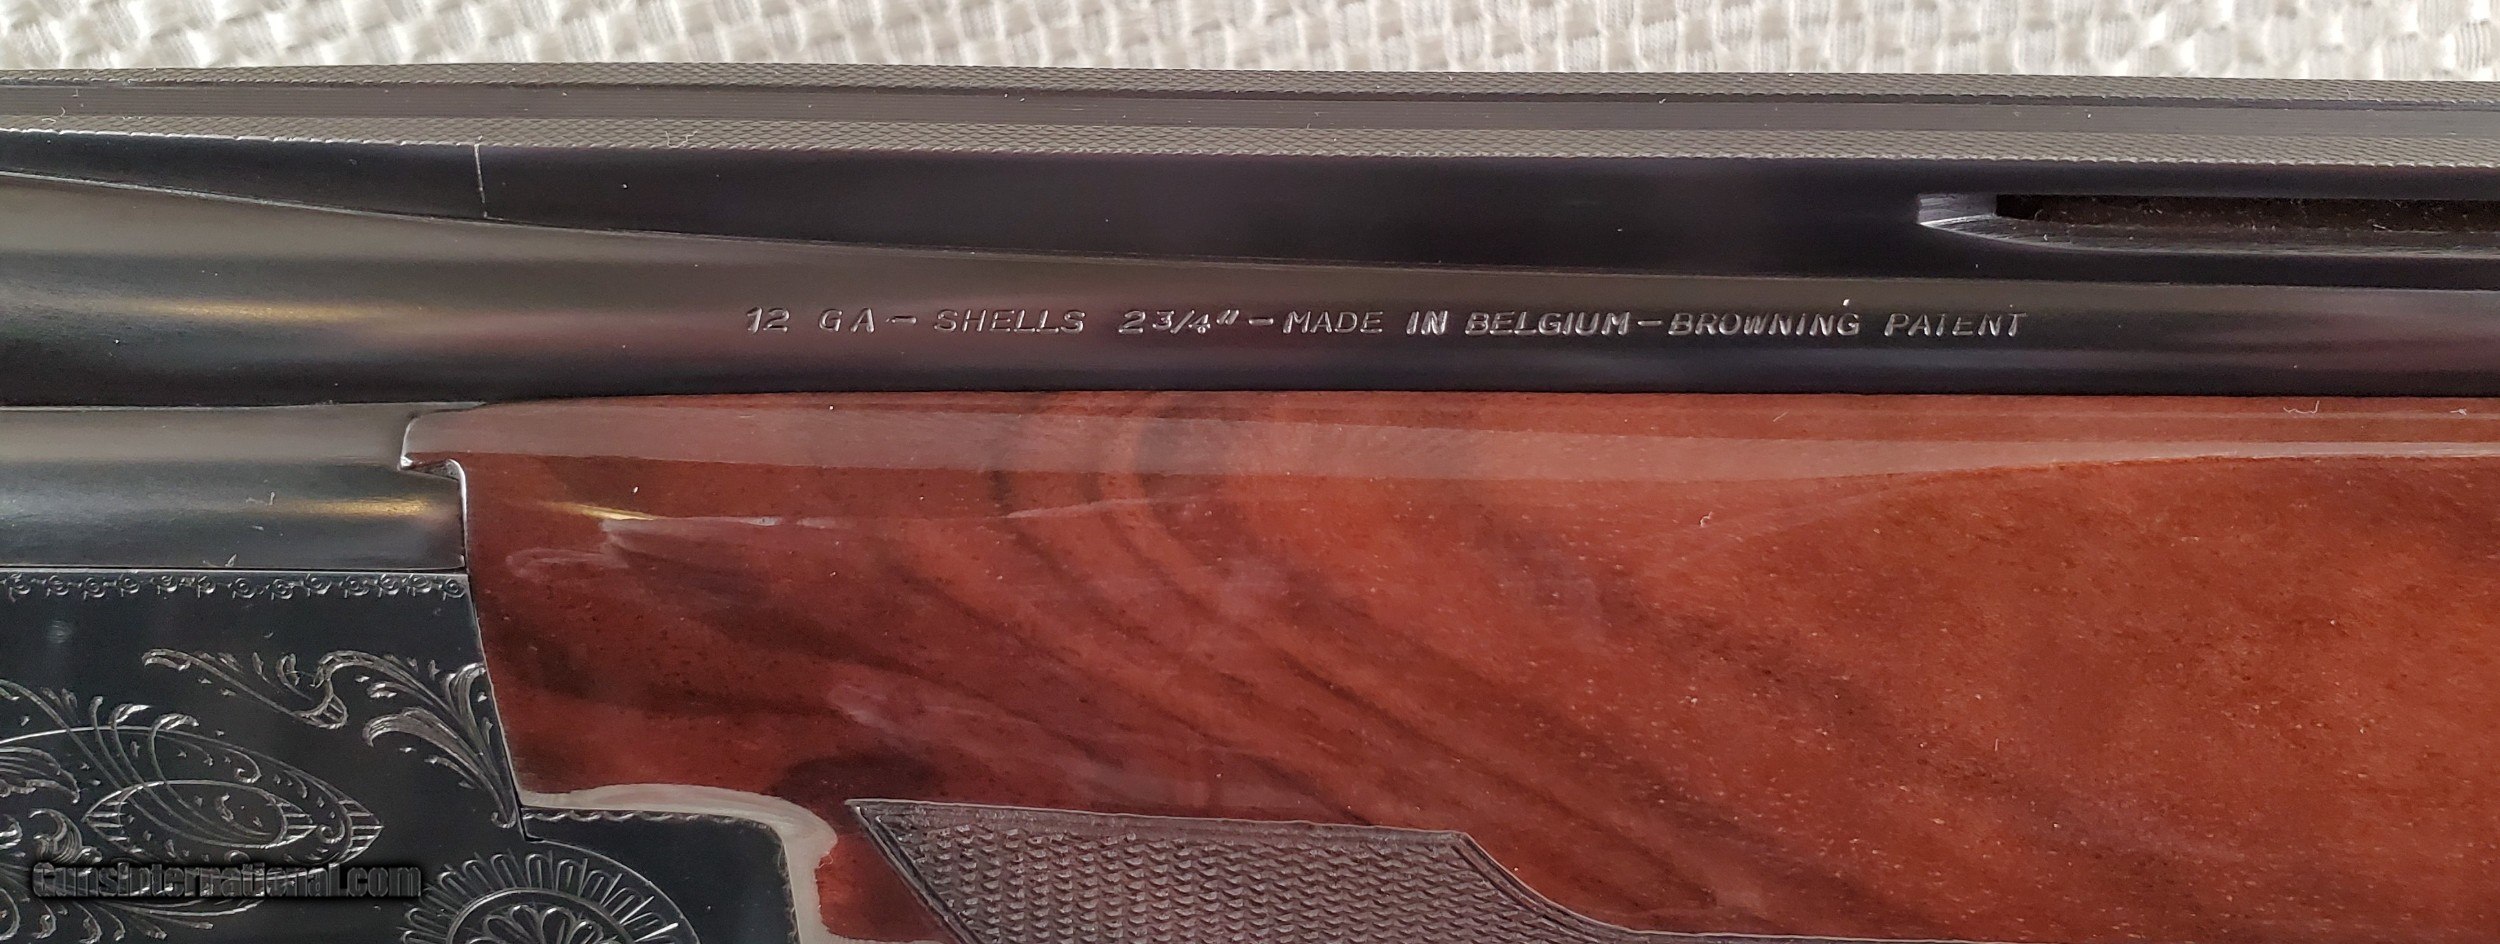 12 GA - SHELLS 2 3/4" - MADE IN BELGIUM - BROWNING PATENT
GunsInternational.com